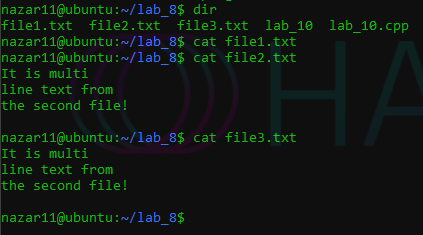 nazar11@ubuntu:~/lab_8$ dir
file1.txt  file2.txt  file3.txt  lab_10  lab_10.cpp
nazar11@ubuntu:~/lab_8$ cat file1.txt
nazar11@ubuntu:~/lab_8$ cat file2.txt
It is multi
line text from
the second file!

nazar11@ubuntu:~/lab_8$ cat file3.txt
It is multi
line text from
the second file!

nazar11@ubuntu:~/lab_8$
HA